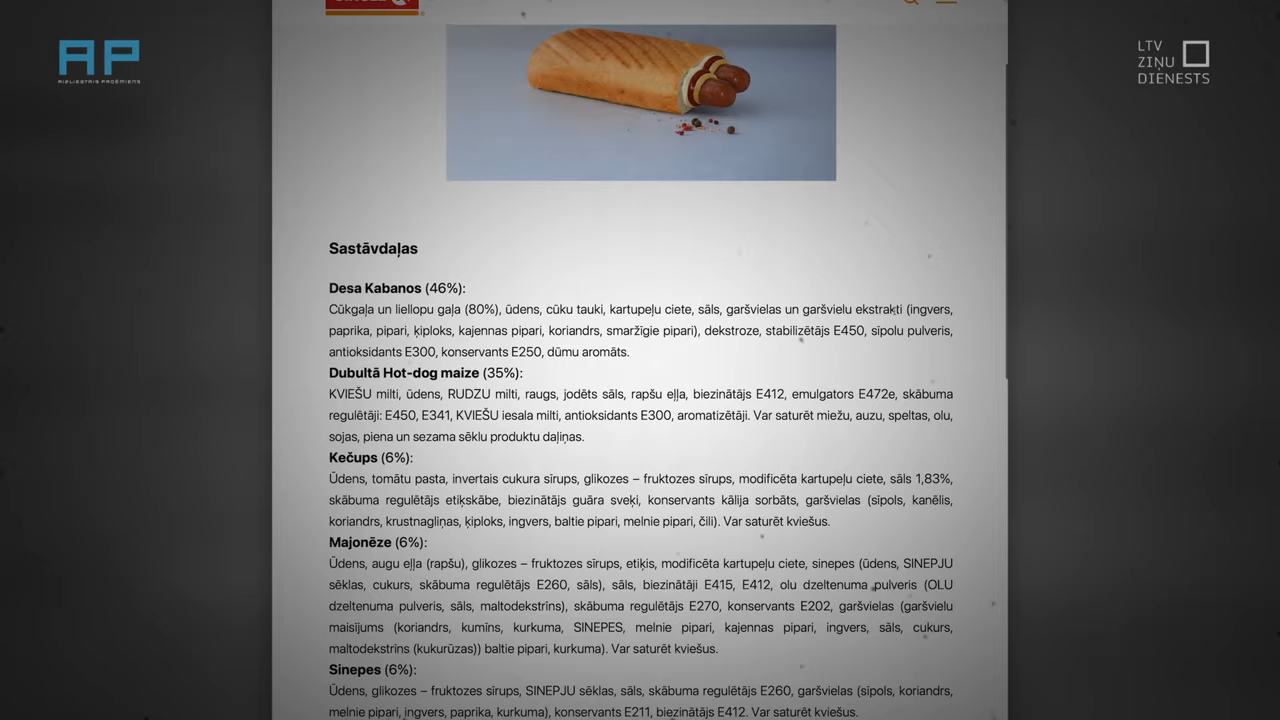 AP
AIZLIEGTAIS PAŅĒMIENS
LTV
ZIŅU
DIENESTS
Sastāvdaļas
Desa Kabanos (46%):
Cūkgaļa un liellopu gaļa (80%), ūdens, cūku tauki, kartupeļu ciete, sāls, garšvielas un garšvielu ekstrakti (ingvers,
paprika, pipari, ķiploks, kajennas pipari, koriandrs, smaržīgie pipari), dekstroze, stabilizētājs E450, sīpolu pulveris,
antioksidants E300, konservants E250, dūmu aromāts.
Dubultā Hot-dog maize (35%):
KVIEŠU milti, ūdens, RUDZU milti, raugs, jodēts sāls, rapšu eļļa, biezinātājs E412, emulgators E472e, skābuma
regulētāji: E450, E341, KVIEŠU iesala milti, antioksidants E300, aromatizētāji. Var saturēt miežu, auzu, speltas, olu,
sojas, piena un sezama sēklu produktu daļiņas.
Kečups (6%):
Ūdens, tomātu pasta, invertais cukura sīrups, glikozes – fruktozes sīrups, modificēta kartupeļu ciete, sāls 1,83%,
skābuma regulētājs etiķskābe, biezinātājs guāra sveķi, konservants kālija sorbāts, garšvielas (sīpols, kanēlis,
koriandrs, krustnagliņas, ķiploks, ingvers, baltie pipari, melnie pipari, čili). Var saturēt kviešus.
Majonēze (6%):
Ūdens, augu eļļa (rapšu), glikozes – fruktozes sīrups, etiķis, modificēta kartupeļu ciete, sinepes (ūdens, SINEPJU
sēklas, cukurs, skābuma regulētājs E260, sāls), sāls, biezinātāji E415, E412, olu dzeltenuma pulveris (OLU
dzeltenuma pulveris, sāls, maltodekstrīns), skābuma regulētājs E270, konservants E202, garšvielas (garšvielu
maisījums (koriandrs, kumīns, kurkuma, SINEPES, melnie pipari, kajennas pipari, ingvers, sāls, cukurs,
maltodekstrīns (kukurūzas)) baltie pipari, kurkuma). Var saturēt kviešus.
Sinepes (6%):
Ūdens, glikozes – fruktozes sīrups, SINEPJU sēklas, sāls, skābuma regulētājs E260, garšvielas (sīpols, koriandrs,
melnie pipari, ingvers, paprika, kurkuma), konservants E211, biezinātājs E412. Var saturēt kviešus.